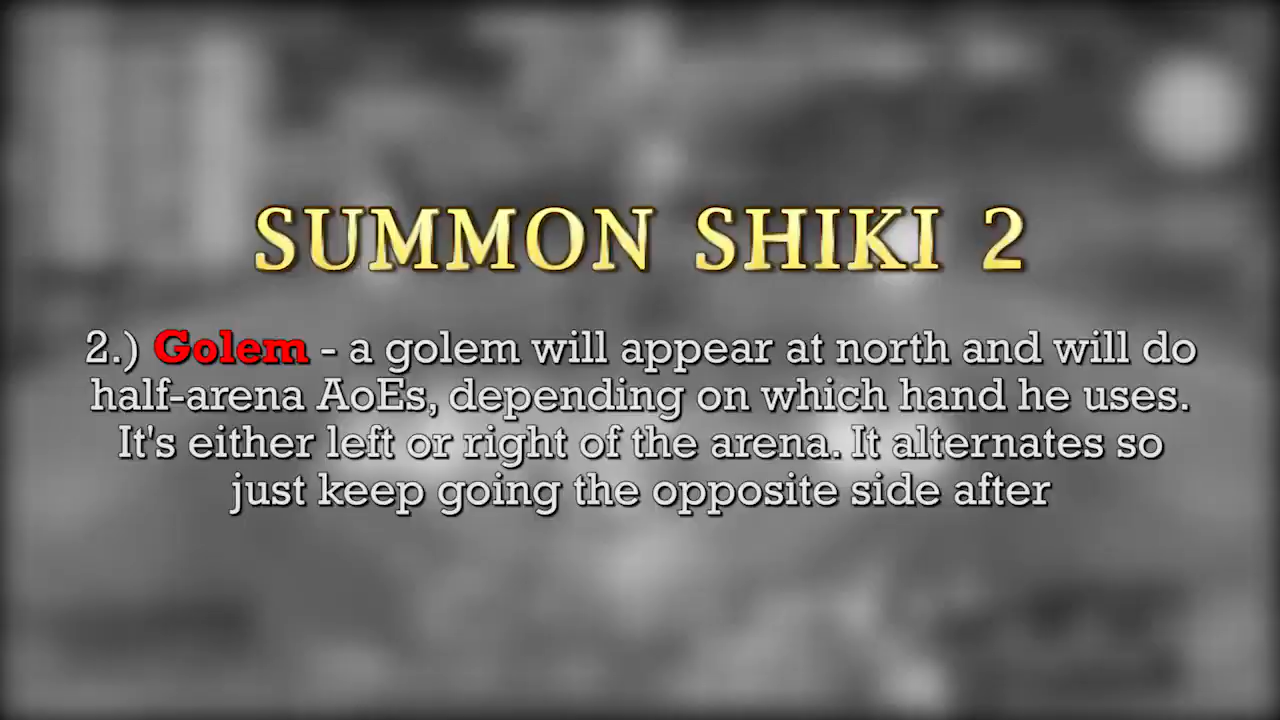 SUMMON SHIKI 2
2.) Golem - a golem will appear at north and will do
half-arena AoEs, depending on which hand he uses.
It's either left or right of the arena. It alternates so
just keep going the opposite side after